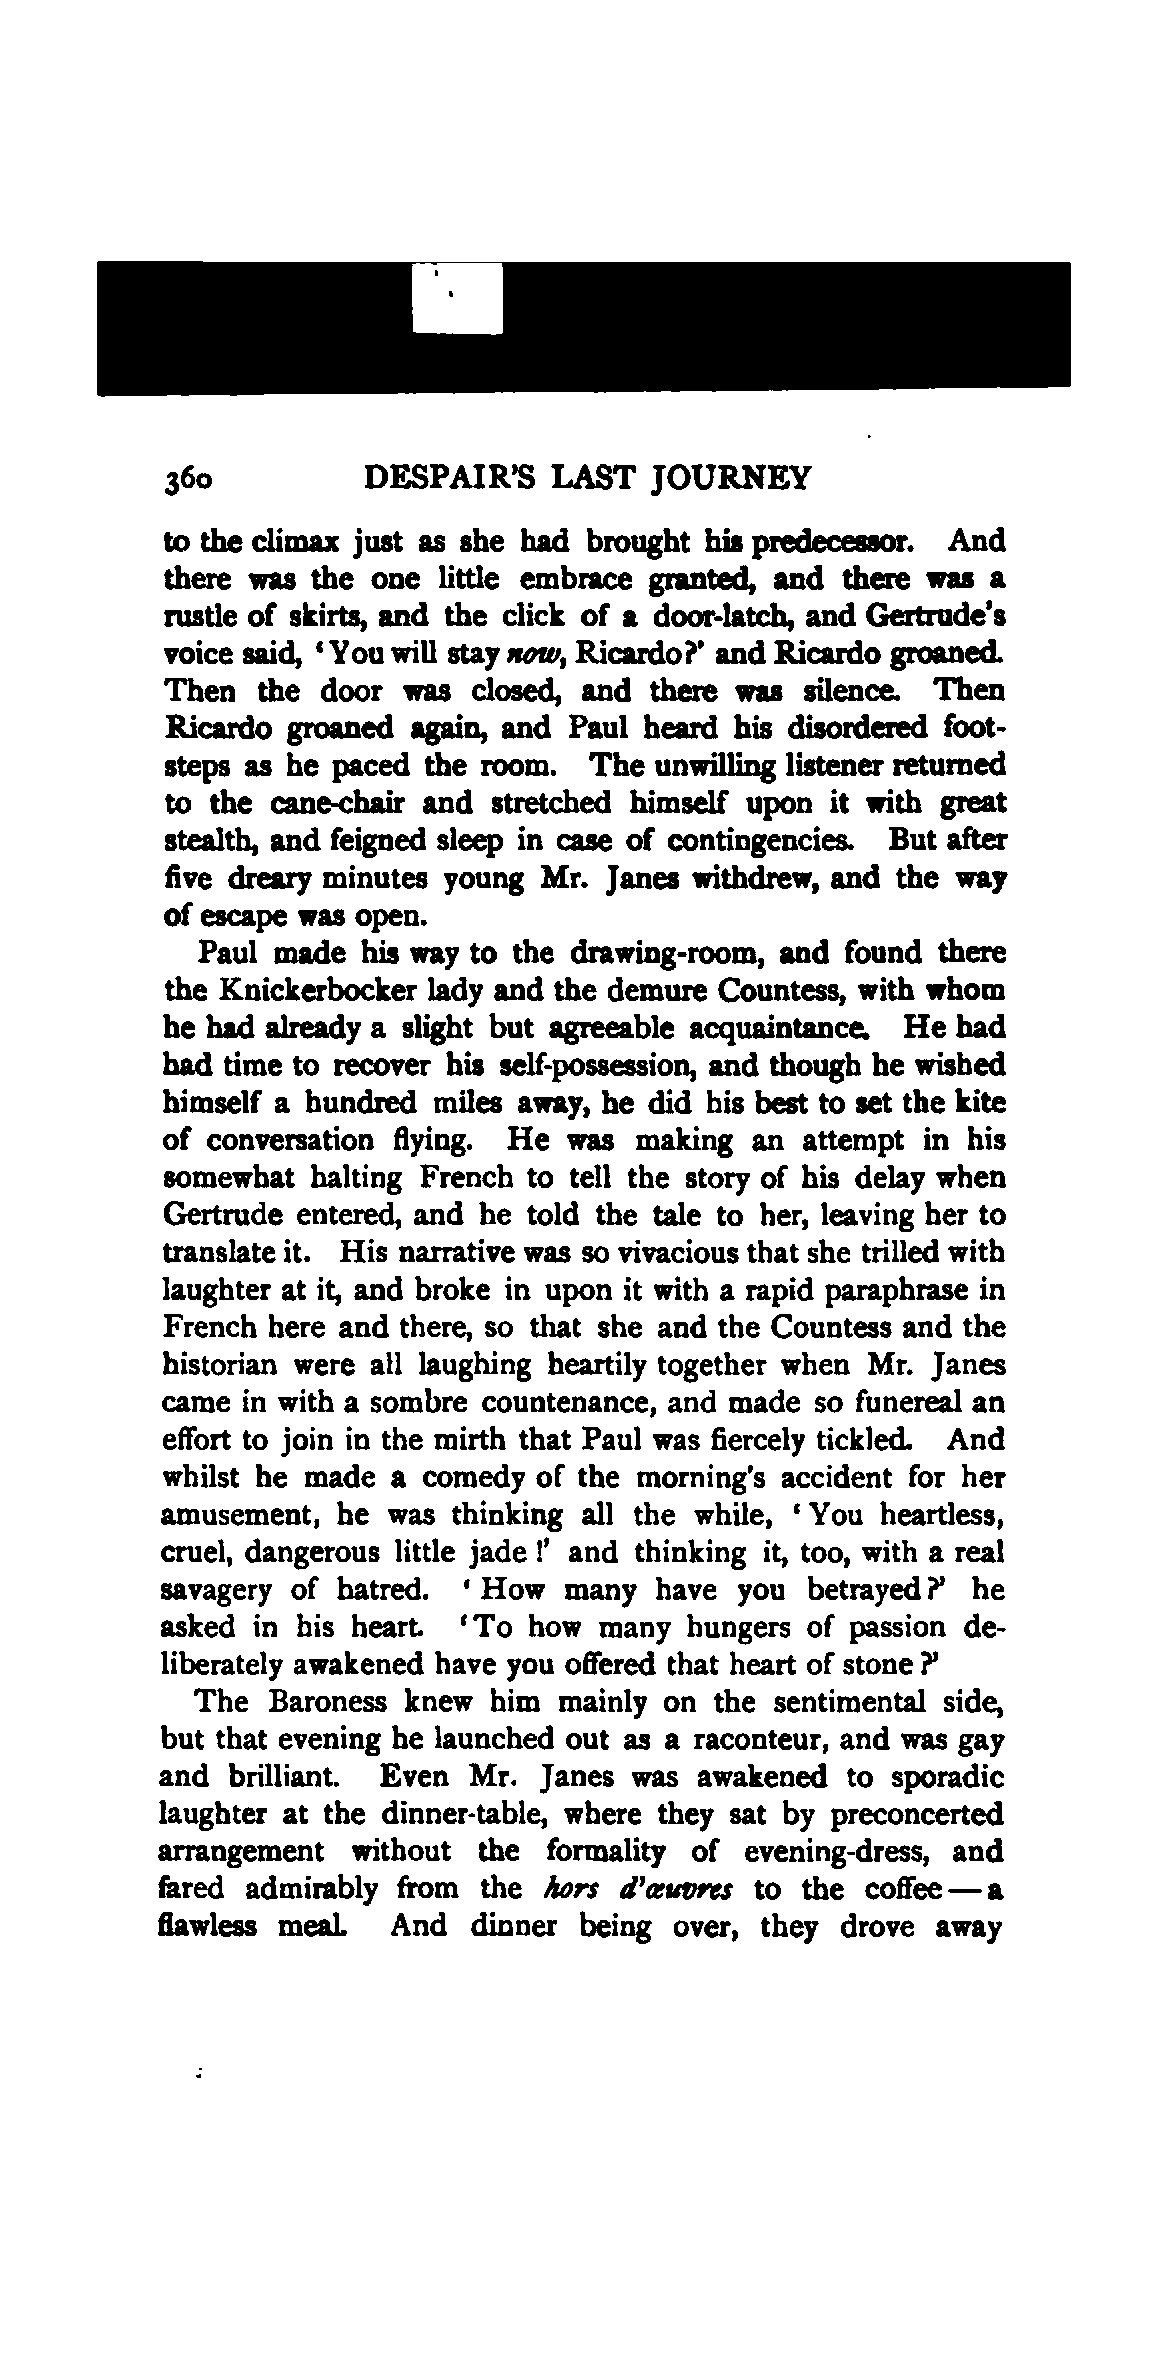 360 DESPAIR'S LAST JOURNEY
to the climax just as she had brought his predecessor. And
there was the one little embrace granted, and there was a
rustle of skirts, and the click of a door-latch, and Gertrude's
voice said, ‘You will stay now, Ricardo?’ and Ricardo groaned.
Then the door was closed, and there was silence. Then
Ricardo groaned again, and Paul heard his disordered foot-
steps as he paced the room. The unwilling listener returned
to the cane-chair and stretched himself upon it with great
stealth, and feigned sleep in case of contingencies. But after
five dreary minutes young Mr. Janes withdrew, and the way
of escape was open.
Paul made his way to the drawing-room, and found there
the Knickerbocker lady and the demure Countess, with whom
he had already a slight but agreeable acquaintance. He had
had time to recover his self-possession, and though he wished
himself a hundred miles away, he did his best to set the kite
of conversation flying. He was making an attempt in his
somewhat halting French to tell the story of his delay when
Gertrude entered, and he told the tale to her, leaving her to
translate it. His narrative was so vivacious that she trilled with
laughter at it, and broke in upon it with a rapid paraphrase in
French here and there, so that she and the Countess and the
historian were all laughing heartily together when Mr. Janes
came in with a sombre countenance, and made so funereal an
effort to join in the mirth that Paul was fiercely tickled. And
whilst he made a comedy of the morning's accident for her
amusement, he was thinking all the while, ‘You heartless,
cruel, dangerous little jade!’ and thinking it, too, with a real
savagery of hatred. ‘How many have you betrayed?’ he
asked in his heart. ‘To how many hungers of passion de-
liberately awakened have you offered that heart of stone?’
The Baroness knew him mainly on the sentimental side,
but that evening he launched out as a raconteur, and was gay
and brilliant. Even Mr. Janes was awakened to sporadic
laughter at the dinner-table, where they sat by preconcerted
arrangement without the formality of evening-dress, and
fared admirably from the hors d'œuvres to the coffee—a
flawless meal. And dinner being over, they drove away